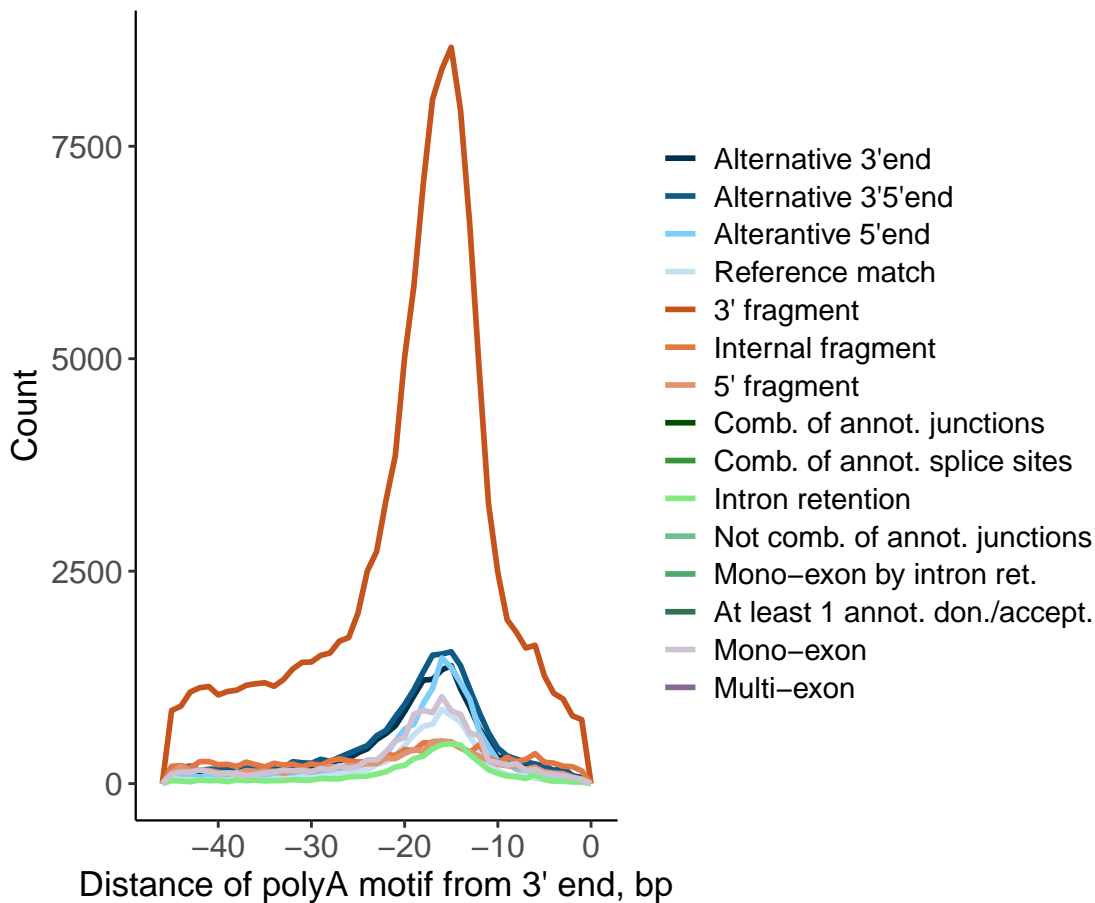 Count
7500
5000
2500
0
−40
−30
−20
−10
0
Distance of polyA motif from 3' end, bp
Alternative 3'end
Alternative 3'5'end
Alterantive 5'end
Reference match
3' fragment
Internal fragment
5' fragment
Comb. of annot. junctions
Comb. of annot. splice sites
Intron retention
Not comb. of annot. junctions
Mono−exon by intron ret.
At least 1 annot. don./accept.
Mono−exon
Multi−exon